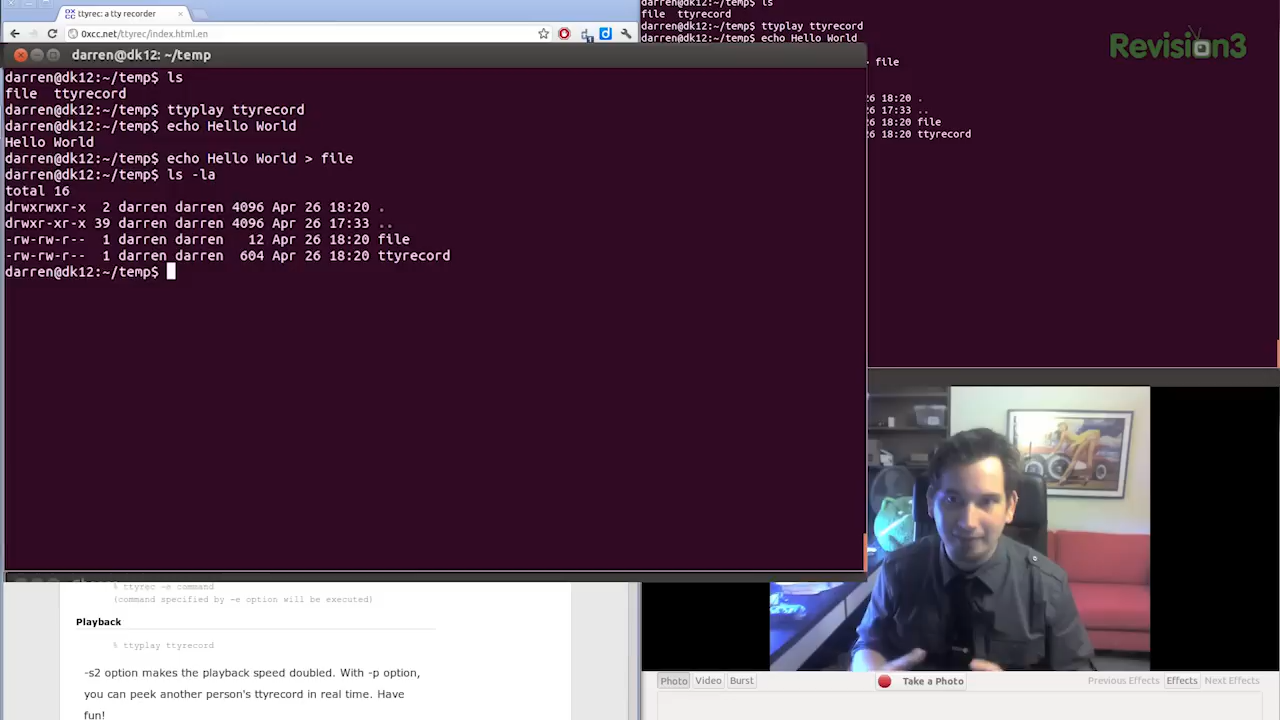 ttyrec: a tty recorder
0xcc.net/ttyrec/index.html.en
darren@dk12: ~/temp
darren@dk12:~/temp$ ls
file ttyrecord
darren@dk12:~/temp$ ttyplay ttyrecord
darren@dk12:~/temp$ echo Hello World
Hello World
darren@dk12:~/temp$ echo Hello World > file
darren@dk12:~/temp$ ls -la
total 16
drwxrwxr-x 2 darren darren 4096 Apr 26 18:20 .
drwxr-xr-x 39 darren darren 4096 Apr 26 17:33 ..
-rw-rw-r-- 1 darren darren 12 Apr 26 18:20 file
-rw-rw-r-- 1 darren darren 604 Apr 26 18:20 ttyrecord
darren@dk12:~/temp$
% ttyrec -e command
(command specified by -e option will be executed)
Playback
% ttyplay ttyrecord
-s2 option makes the playback speed doubled. With -p option,
you can peek another person's ttyrecord in real time. Have
fun!
darren@dk12:~/temp$ ls
file ttyrecord
darren@dk12:~/temp$ ttyplay ttyrecord
darren@dk12:~/temp$ echo Hello World
> file
26 18:20 .
26 17:33 ..
26 18:20 file
26 18:20 ttyrecord
Revision3
Photo Video Burst Take a Photo Previous Effects Effects Next Effects